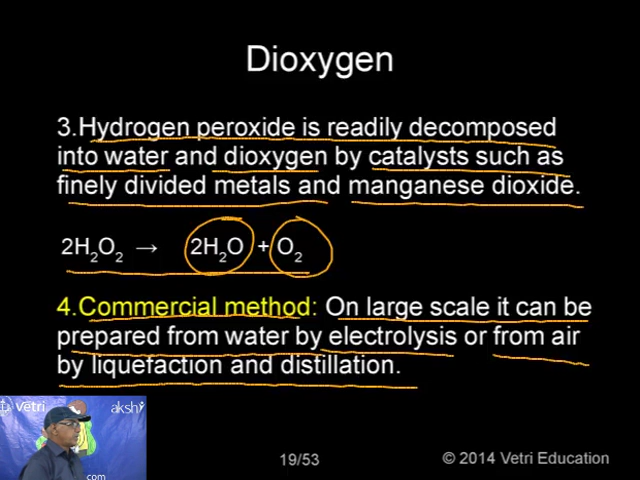 Dioxygen
3.Hydrogen peroxide is readily decomposed
into water and dioxygen by catalysts such as
finely divided metals and manganese dioxide.
2H₂O₂ → 2H₂O + O₂
4.Commercial method: On large scale it can be
prepared from water by electrolysis or from air
by liquefaction and distillation.
Vetri akshi
com
19/53
© 2014 Vetri Education